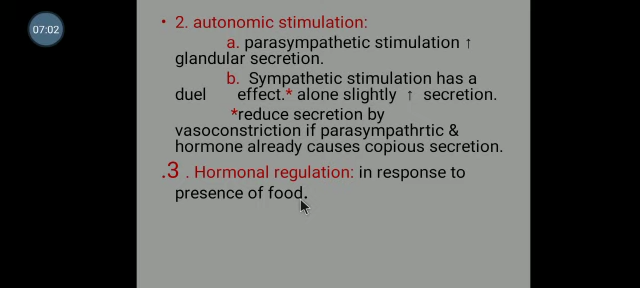 07:02
• 2. autonomic stimulation:
a. parasympathetic stimulation ↑
glandular secretion.
b. Sympathetic stimulation has a
duel effect.* alone slightly ↑ secretion.
*reduce secretion by
vasoconstriction if parasympathrtic &
hormone already causes copious secretion.
.3 . Hormonal regulation: in response to
presence of food.